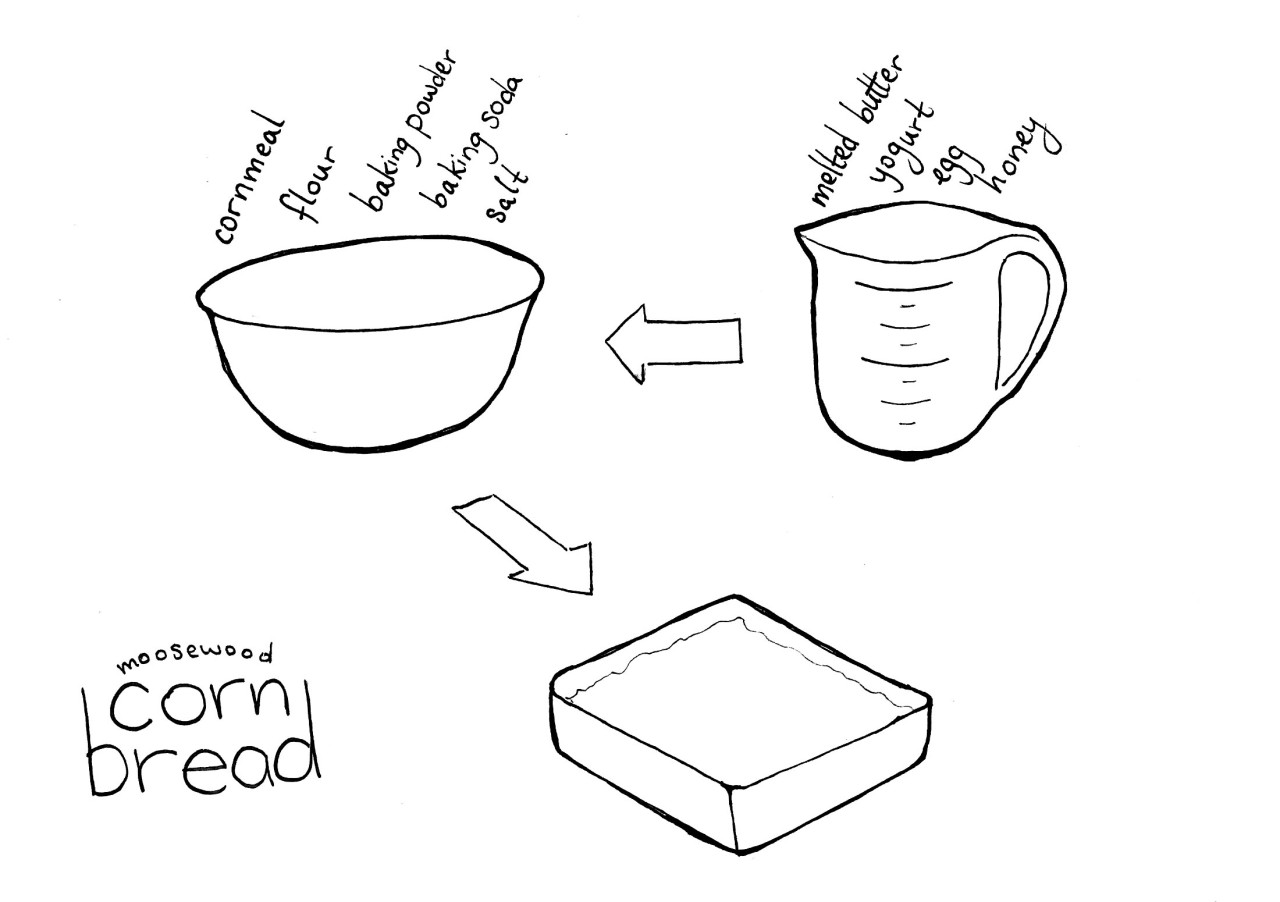 cornmeal
flour
baking powder
baking soda
salt
melted butter
yogurt
egg
honey
moosewood
corn
bread